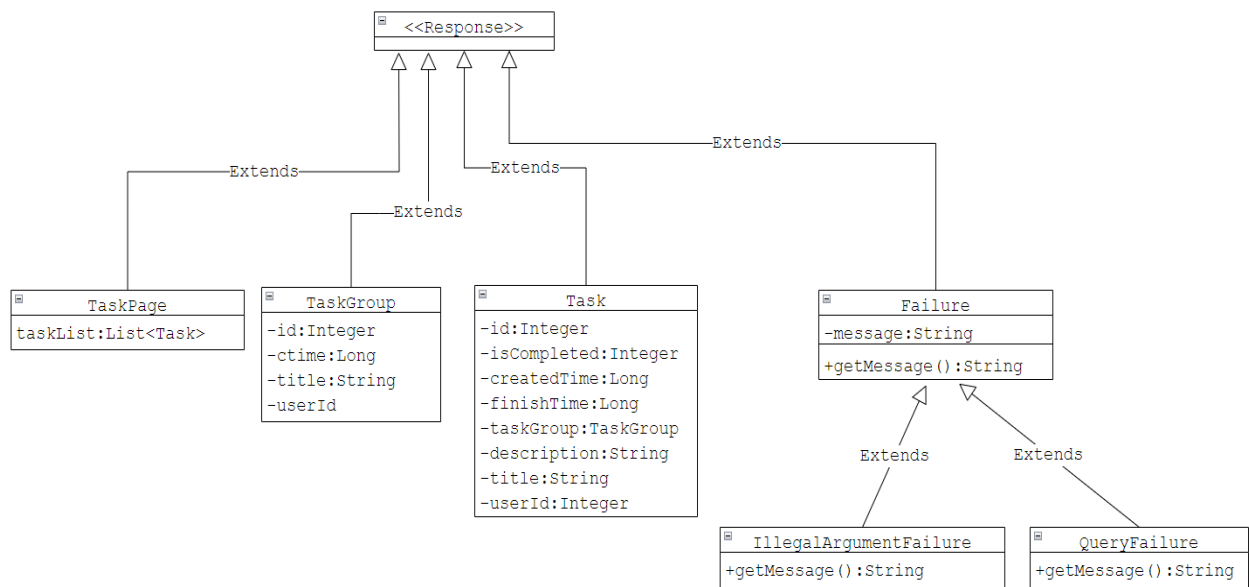 <<Response>>
Extends
Extends
Extends
Extends
TaskPage
taskList:List<Task>
TaskGroup
-id:Integer
-ctime:Long
-title:String
-userId
Task
-id:Integer
-isCompleted:Integer
-createdTime:Long
-finishTime:Long
-taskGroup:TaskGroup
-description:String
-title:String
-userId:Integer
Failure
-message:String
+getMessage():String
Extends
Extends
IllegalArgumentFailure
+getMessage():String
QueryFailure
+getMessage():String